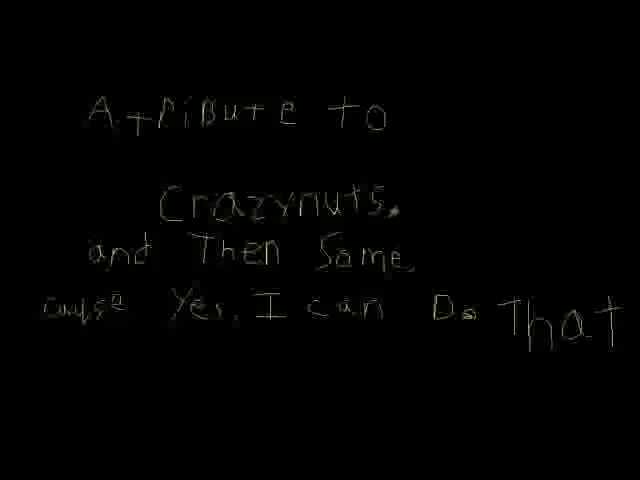 A tribute to
Crazynuts.
and Then Some
cause Yes, I can Do That